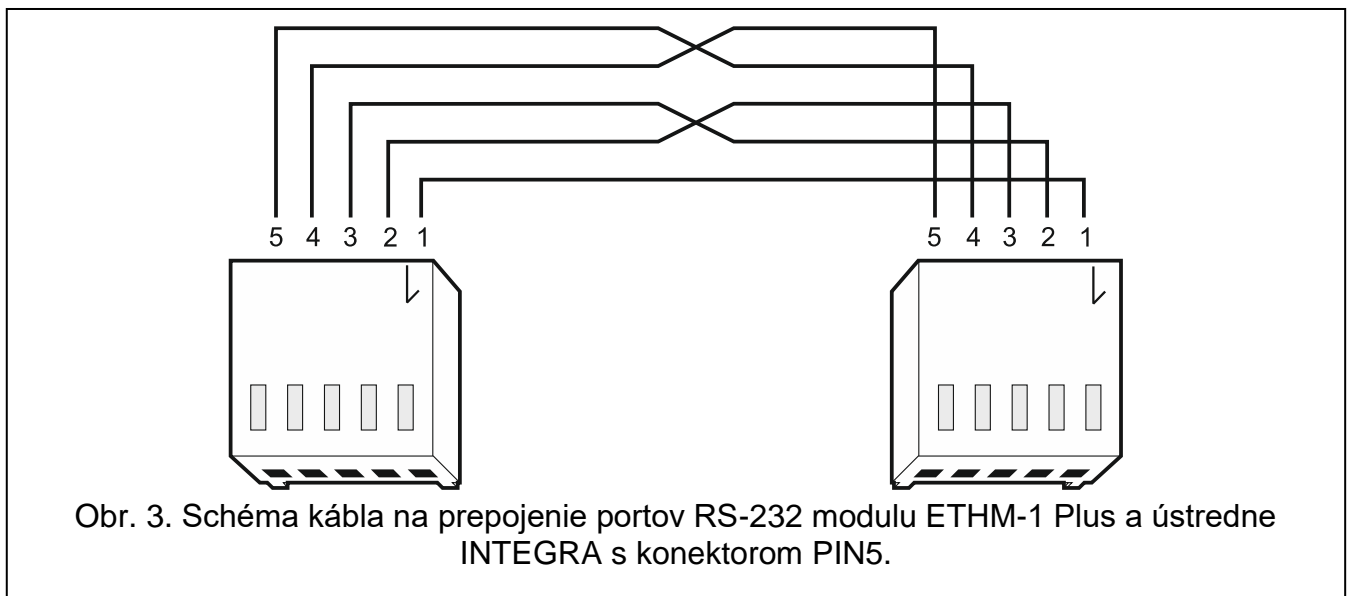 5 4 3 2 1 5 4 3 2 1
Obr. 3. Schéma kábla na prepojenie portov RS-232 modulu ETHM-1 Plus a ústredne
INTEGRA s konektorom PIN5.